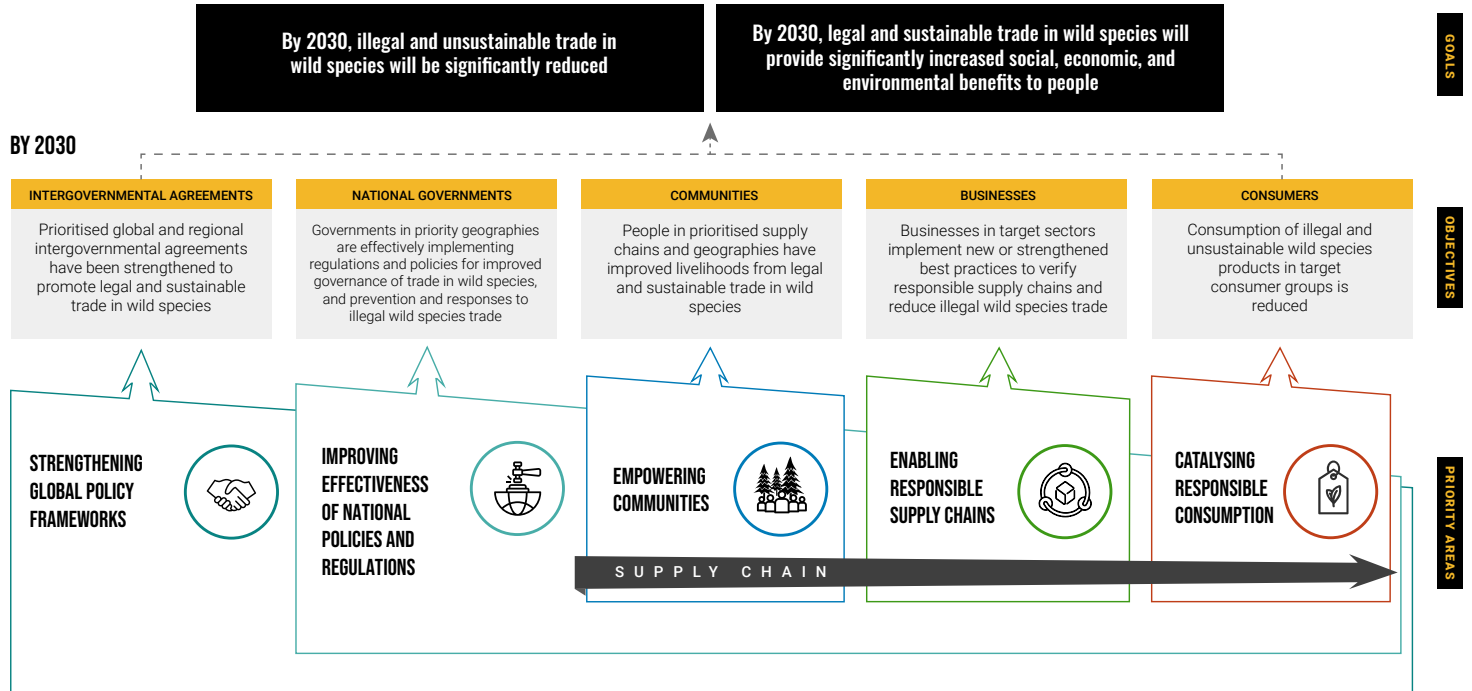 By 2030, illegal and unsustainable trade in
wild species will be significantly reduced
By 2030, legal and sustainable trade in wild species will
provide significantly increased social, economic, and
environmental benefits to people
GOALS
BY 2030
INTERGOVERNMENTAL AGREEMENTS
Prioritised global and regional
intergovernmental agreements
have been strengthened to
promote legal and sustainable
trade in wild species
NATIONAL GOVERNMENTS
Governments in priority geographies
are effectively implementing
regulations and policies for improved
governance of trade in wild species,
and prevention and responses to
illegal wild species trade
COMMUNITIES
People in prioritised supply
chains and geographies have
improved livelihoods from legal
and sustainable trade in wild
species
BUSINESSES
Businesses in target sectors
implement new or strengthened
best practices to verify
responsible supply chains and
reduce illegal wild species trade
CONSUMERS
Consumption of illegal and
unsustainable wild species
products in target
consumer groups is
reduced
OBJECTIVES
STRENGTHENING
GLOBAL POLICY
FRAMEWORKS
IMPROVING
EFFECTIVENESS
OF NATIONAL
POLICIES AND
REGULATIONS
EMPOWERING
COMMUNITIES
ENABLING
RESPONSIBLE
SUPPLY CHAINS
CATALYSING
RESPONSIBLE
CONSUMPTION
SUPPLY CHAIN
PRIORITY AREAS